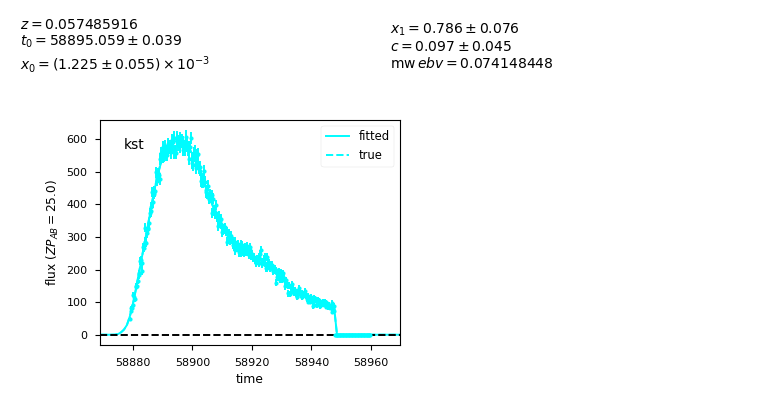 z = 0.057485916
t₀ = 58895.059 ± 0.039
x₀ = (1.225 ± 0.055) × 10⁻³
x₁ = 0.786 ± 0.076
c = 0.097 ± 0.045
mw ebv = 0.074148448
kst
fitted
true
600
500
400
300
200
100
0
flux (ZP_AB = 25.0)
58880 58900 58920 58940 58960
time